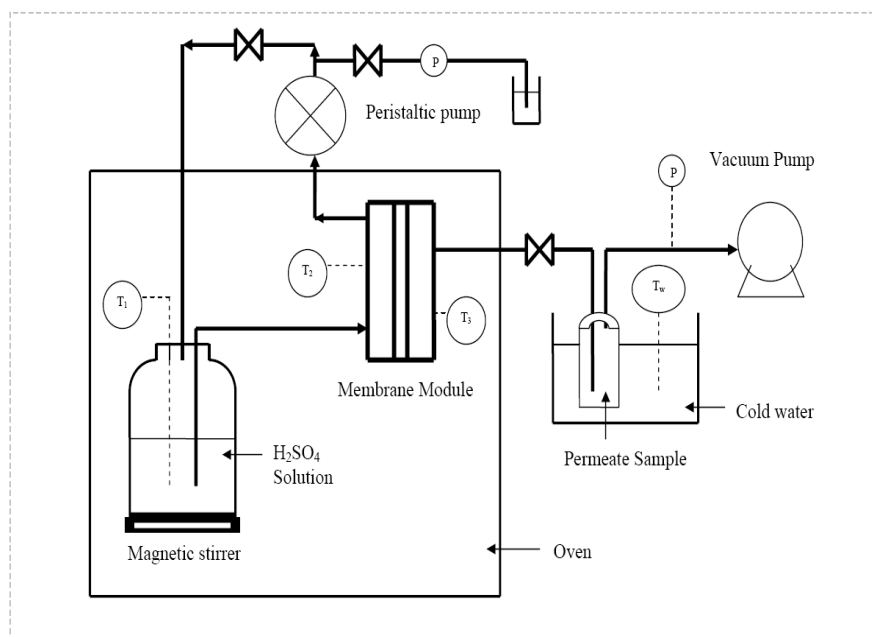 P
Peristaltic pump
Vacuum Pump
P
T₂
Tw
T₁
T₃
Membrane Module
Cold water
H₂SO₄
Solution
Permeate Sample
Magnetic stirrer
Oven